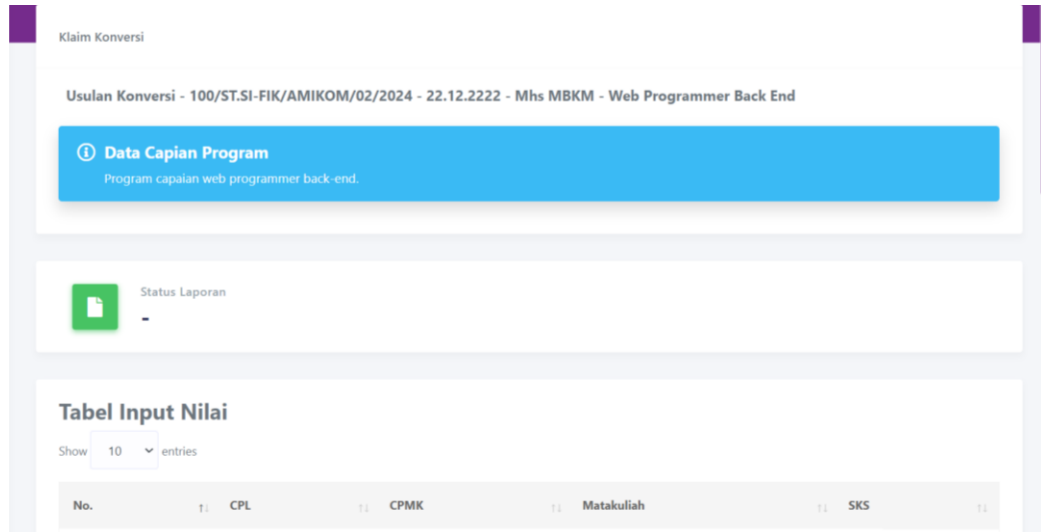 Klaim Konversi
Usulan Konversi - 100/ST.SI-FIK/AMIKOM/02/2024 - 22.12.2222 - Mhs MBKM - Web Programmer Back End
Data Capian Program
Program capaian web programmer back-end.
Status Laporan
-
Tabel Input Nilai
Show 10 entries
No. CPL CPMK Matakuliah SKS